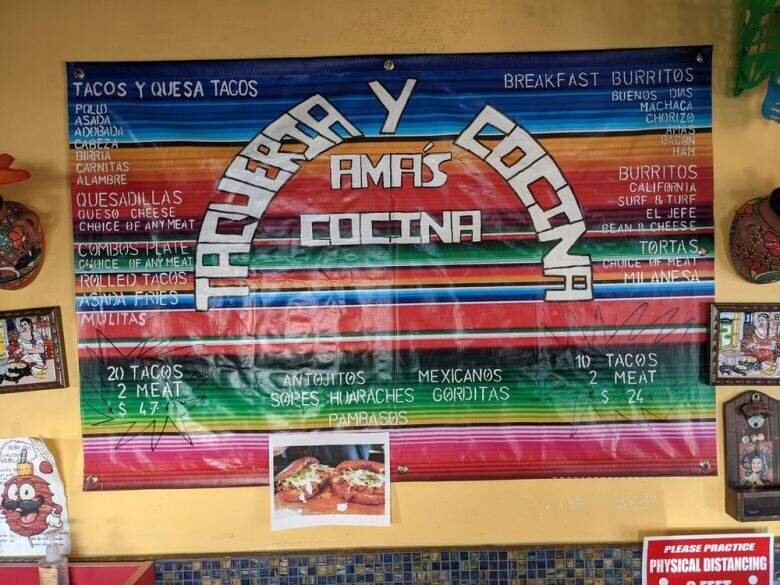 TACOS Y QUESA TACOS
POLLO
ASADA
ADOBADA
CABEZA
BIRRIA
CARNITAS
ALAMBRE
QUESADILLAS
QUESO CHEESE
CHOICE OF ANY MEAT
COMBOS PLATE
CHOICE OF ANY MEAT
ROLLED TACOS
ASADA FRIES
MULITAS
20 TACOS
2 MEAT
$ 47
TAQUERIA Y COCINA
AMA'S
COCINA
ANTOJITOS MEXICANOS
SOPES HUARACHES GORDITAS
PAMBASOS
BREAKFAST BURRITOS
BUENOS DIAS
MACHACA
CHORIZO
AMAS
BACON
HAM
BURRITOS
CALIFORNIA
SURF & TURF
EL JEFE
BEAN & CHEESE
TORTAS
CHOICE OF MEAT
MILANESA
10 TACOS
2 MEAT
$ 24
PLEASE PRACTICE
PHYSICAL DISTANCING
6 FEET